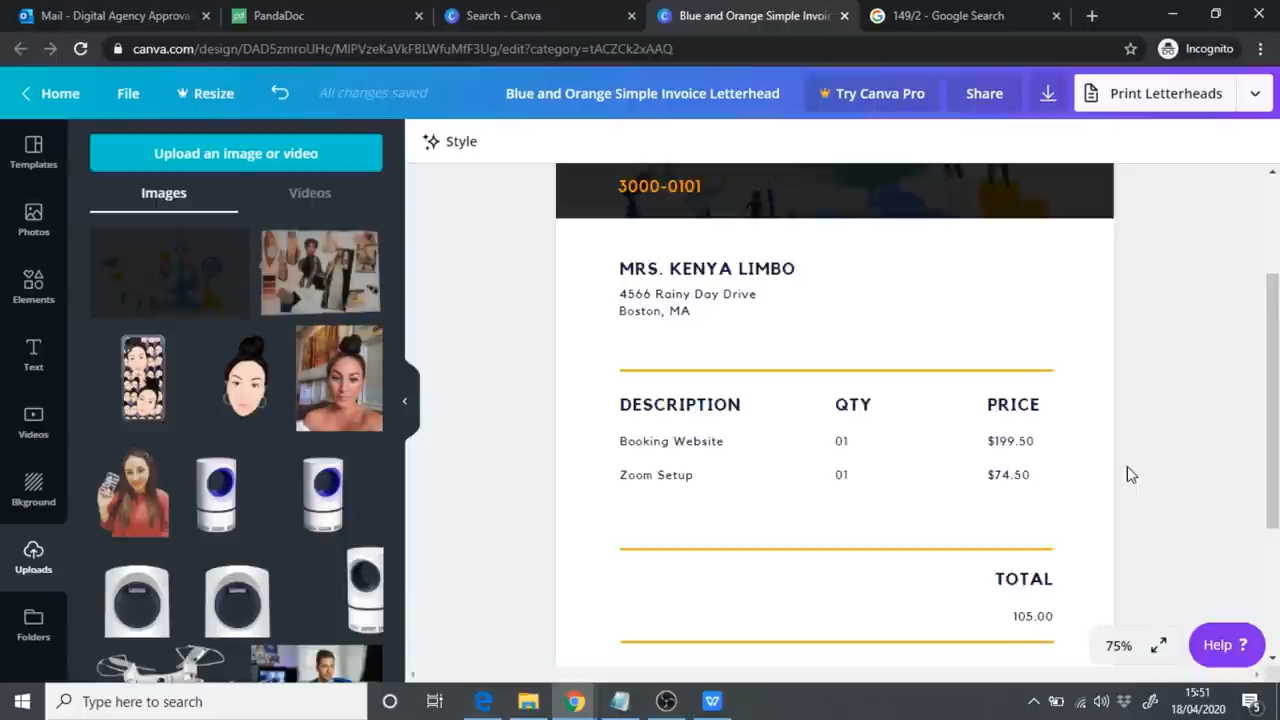 Mail - Digital Agency Approva
PandaDoc
Search - Canva
Blue and Orange Simple Invoi
149/2 - Google Search
canva.com/design/DAD5zmroUHc/MlPVzeKaVkFBLWfuMfF3Ug/edit?category=tACZCk2xAAQ
Incognito
Home
File
Resize
All changes saved
Blue and Orange Simple Invoice Letterhead
Try Canva Pro
Share
Print Letterheads
Templates
Photos
Elements
Text
Videos
Bkground
Uploads
Folders
Upload an image or video
Images
Videos
Style
3000-0101
MRS. KENYA LIMBO
4566 Rainy Day Drive
Boston, MA
DESCRIPTION QTY PRICE
Booking Website 01 $199.50
Zoom Setup 01 $74.50
TOTAL
105.00
75%
Help ?
Type here to search
15:51
18/04/2020
5